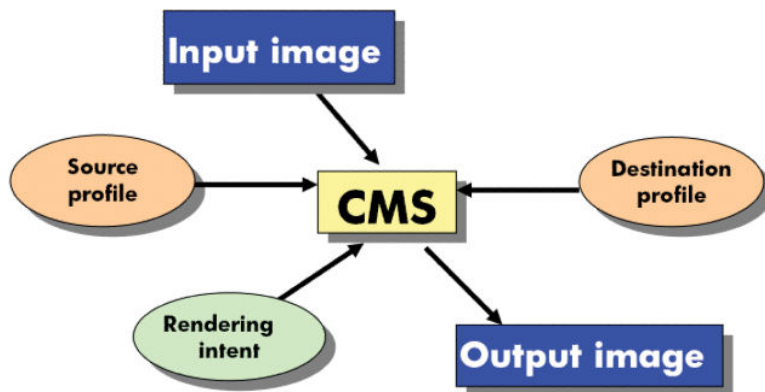 Input image
Source
profile
Destination
profile
CMS
Rendering
intent
Output image